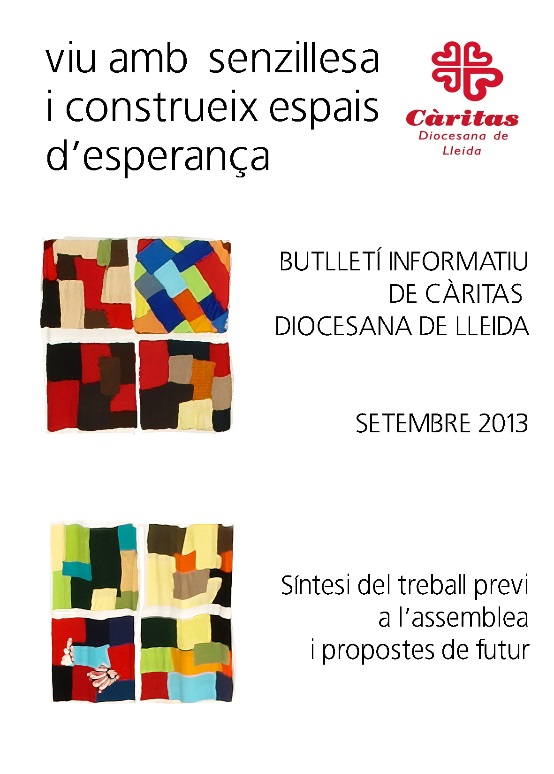 viu amb senzillesa
i construeix espais
d'esperança
Càritas
Diocesana de
Lleida
BUTLLETÍ INFORMATIU
DE CÀRITAS
DIOCESANA DE LLEIDA
SETEMBRE 2013
Síntesi del treball previ
a l'assemblea
i propostes de futur